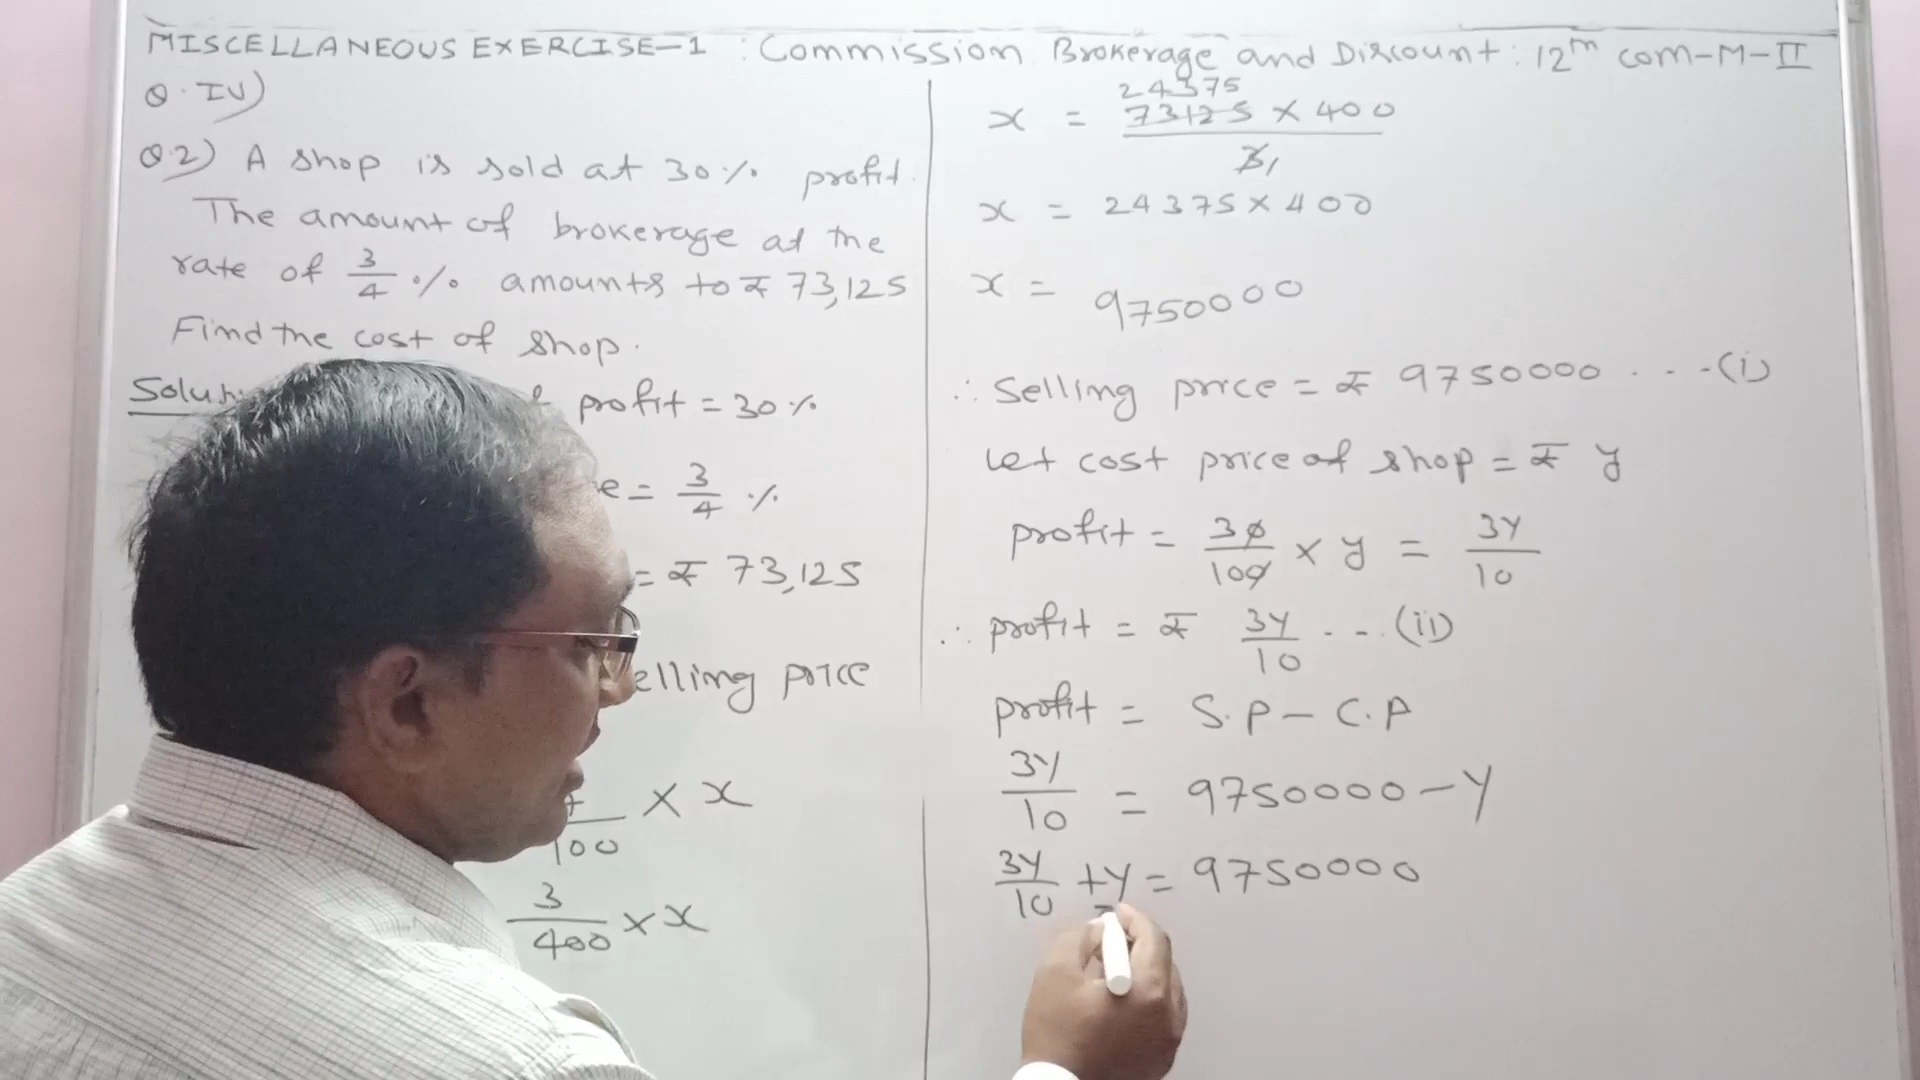 MISCELLANEOUS EXERCISE-1 : Commission Brokerage and Discount : 12th com-M-II
Q.IV)
Q.2) A shop is sold at 30% profit.
The amount of brokerage at the
rate of 3/4 % amounts to ₹ 73,125
Find the cost of shop.
profit = 30%
= 3/4 %
= ₹ 73,125
price
100 × x
3/400 × x
24375
x = 73125 × 400
3 1
x = 24375 × 400
x = 9750000
∴ Selling price = ₹ 9750000 ... (i)
Let cost price of shop = ₹ y
profit = 30/100 × y = 3y/10
∴ profit = ₹ 3y/10 ... (ii)
profit = S.P - C.P
3y/10 = 9750000 - y
3y/10 + y = 9750000